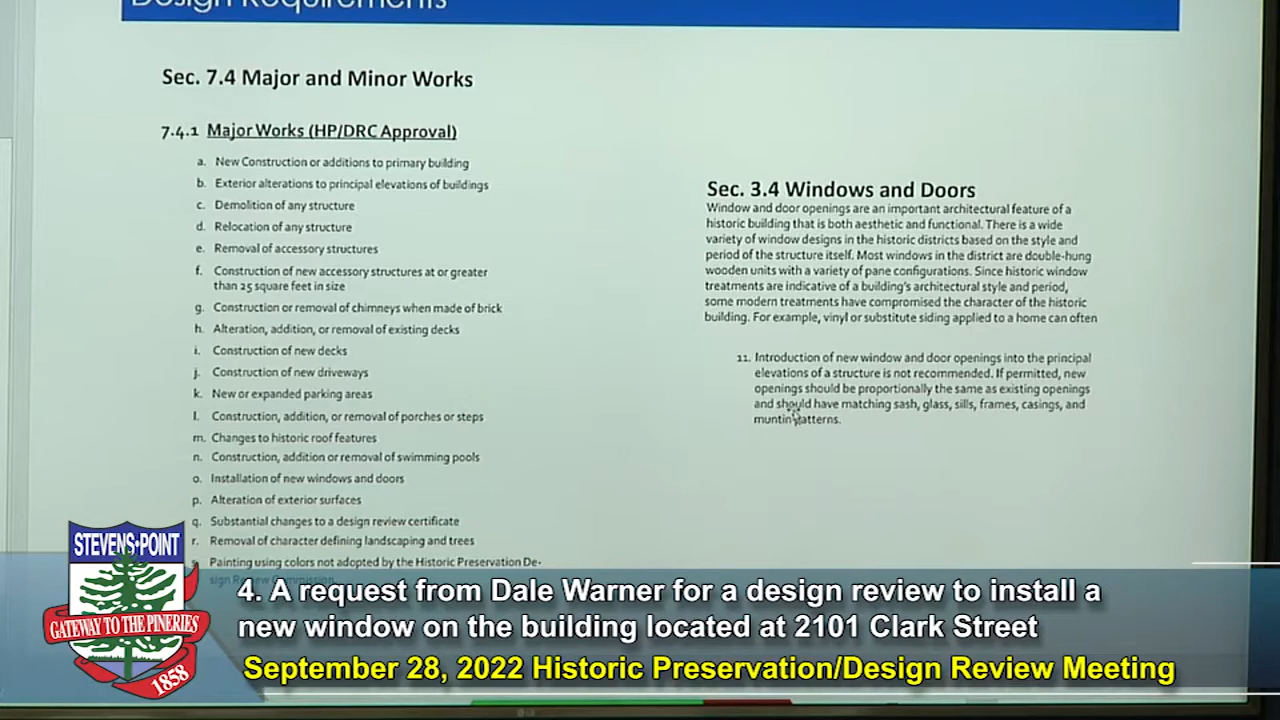 Design Requirements
Sec. 7.4 Major and Minor Works
7.4.1 Major Works (HP/DRC Approval)
a. New Construction or additions to primary building
b. Exterior alterations to principal elevations of buildings
c. Demolition of any structure
d. Relocation of any structure
e. Removal of accessory structures
f. Construction of new accessory structures at or greater
than 25 square feet in size
g. Construction or removal of chimneys when made of brick
h. Alteration, addition, or removal of existing decks
i. Construction of new decks
j. Construction of new driveways
k. New or expanded parking areas
l. Construction, addition, or removal of porches or steps
m. Changes to historic roof features
n. Construction, addition or removal of swimming pools
o. Installation of new windows and doors
p. Alteration of exterior surfaces
q. Substantial changes to a design review certificate
r. Removal of character defining landscaping and trees
s. Painting using colors not adopted by the Historic Preservation De-
sign Review Commission
Sec. 3.4 Windows and Doors
Window and door openings are an important architectural feature of a
historic building that is both aesthetic and functional. There is a wide
variety of window designs in the historic districts based on the style and
period of the structure itself. Most windows in the district are double-hung
wooden units with a variety of pane configurations. Since historic window
treatments are indicative of a building's architectural style and period,
some modern treatments have compromised the character of the historic
building. For example, vinyl or substitute siding applied to a home can often
11. Introduction of new window and door openings into the principal
elevations of a structure is not recommended. If permitted, new
openings should be proportionally the same as existing openings
and should have matching sash, glass, sills, frames, casings, and
muntin patterns.
STEVENS POINT
GATEWAY TO THE PINERIES
1858
4. A request from Dale Warner for a design review to install a
new window on the building located at 2101 Clark Street
September 28, 2022 Historic Preservation/Design Review Meeting